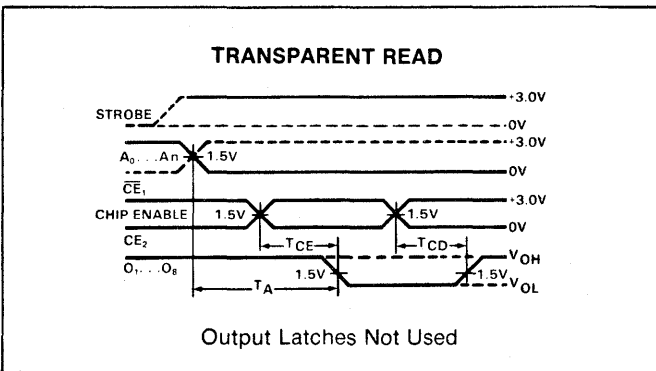 TRANSPARENT READ
+3.0V
STROBE
0V
+3.0V
A₀...An
1.5V
0V
C̅E̅₁
+3.0V
CHIP ENABLE
1.5V
1.5V
0V
CE₂
TCE
TCD
VOH
O₁...O₈
1.5V
1.5V
TA
VOL
Output Latches Not Used